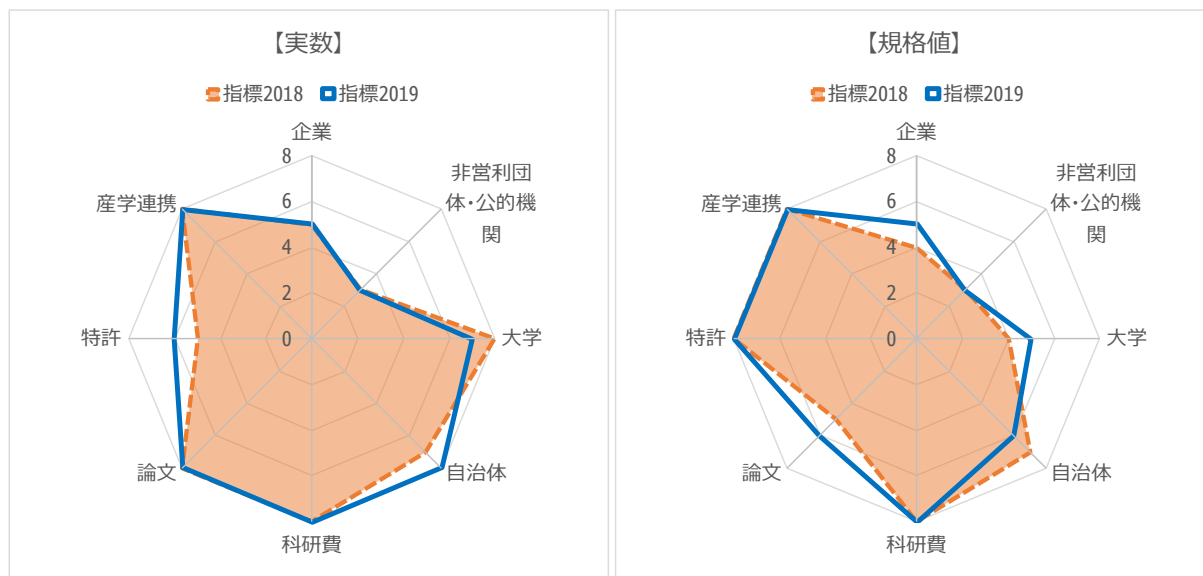 【実数】
指標2018 指標2019
企業
8
非営利団
体・公的機
関
6
4
2
0
産学連携
大学
特許
自治体
論文
科研費
【規格値】
指標2018 指標2019
企業
8
非営利団
体・公的機
関
6
4
2
0
産学連携
大学
特許
自治体
論文
科研費